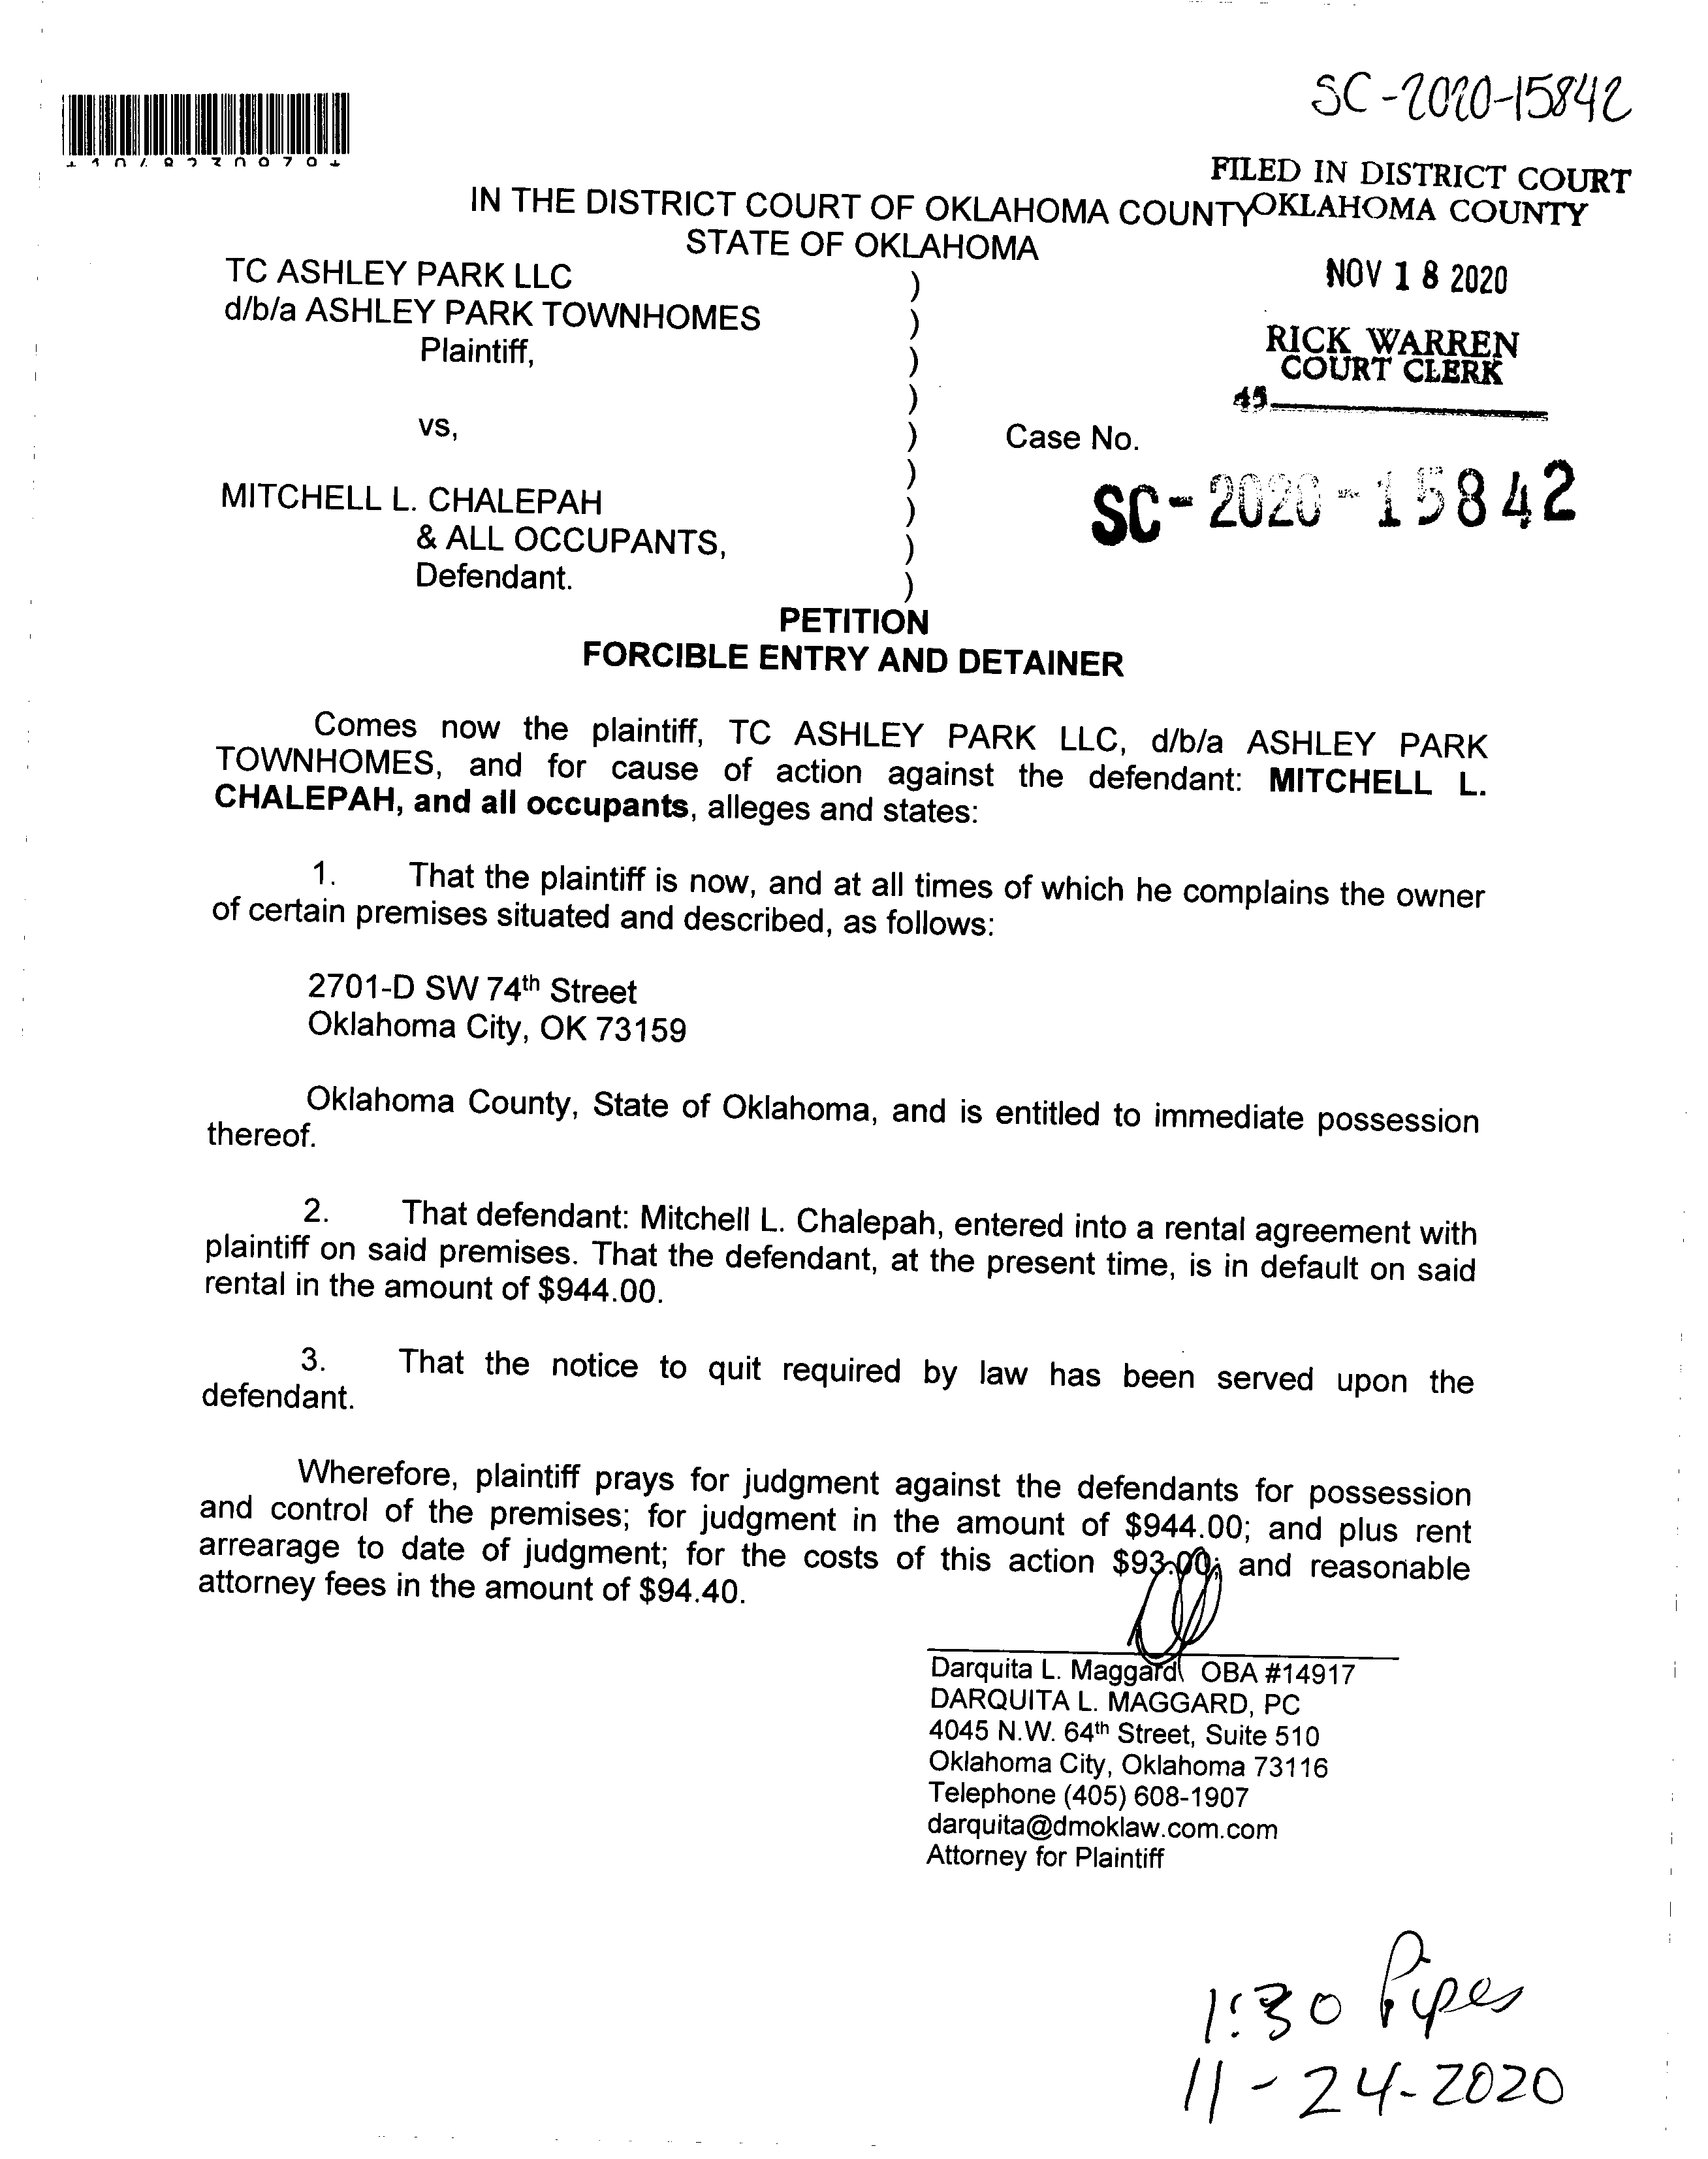 SC-2020-15842
FILED IN DISTRICT COURT
OKLAHOMA COUNTY
IN THE DISTRICT COURT OF OKLAHOMA COUNTY
STATE OF OKLAHOMA
NOV 18 2020
RICK WARREN
COURT CLERK
45
TC ASHLEY PARK LLC )
d/b/a ASHLEY PARK TOWNHOMES )
Plaintiff, )
)
vs, )
)
MITCHELL L. CHALEPAH )
& ALL OCCUPANTS, )
Defendant. )
Case No.
SC-2020-15842
PETITION
FORCIBLE ENTRY AND DETAINER
Comes now the plaintiff, TC ASHLEY PARK LLC, d/b/a ASHLEY PARK
TOWNHOMES, and for cause of action against the defendant: MITCHELL L.
CHALEPAH, and all occupants, alleges and states:
1. That the plaintiff is now, and at all times of which he complains the owner
of certain premises situated and described, as follows:
2701-D SW 74th Street
Oklahoma City, OK 73159
Oklahoma County, State of Oklahoma, and is entitled to immediate possession
thereof.
2. That defendant: Mitchell L. Chalepah, entered into a rental agreement with
plaintiff on said premises. That the defendant, at the present time, is in default on said
rental in the amount of $944.00.
3. That the notice to quit required by law has been served upon the
defendant.
Wherefore, plaintiff prays for judgment against the defendants for possession
and control of the premises; for judgment in the amount of $944.00; and plus rent
arrearage to date of judgment; for the costs of this action $93.00; and reasonable
attorney fees in the amount of $94.40.
Darquita L. Maggard OBA #14917
DARQUITA L. MAGGARD, PC
4045 N.W. 64th Street, Suite 510
Oklahoma City, Oklahoma 73116
Telephone (405) 608-1907
darquita@dmoklaw.com.com
Attorney for Plaintiff
1:30 Pipes
11-24-2020